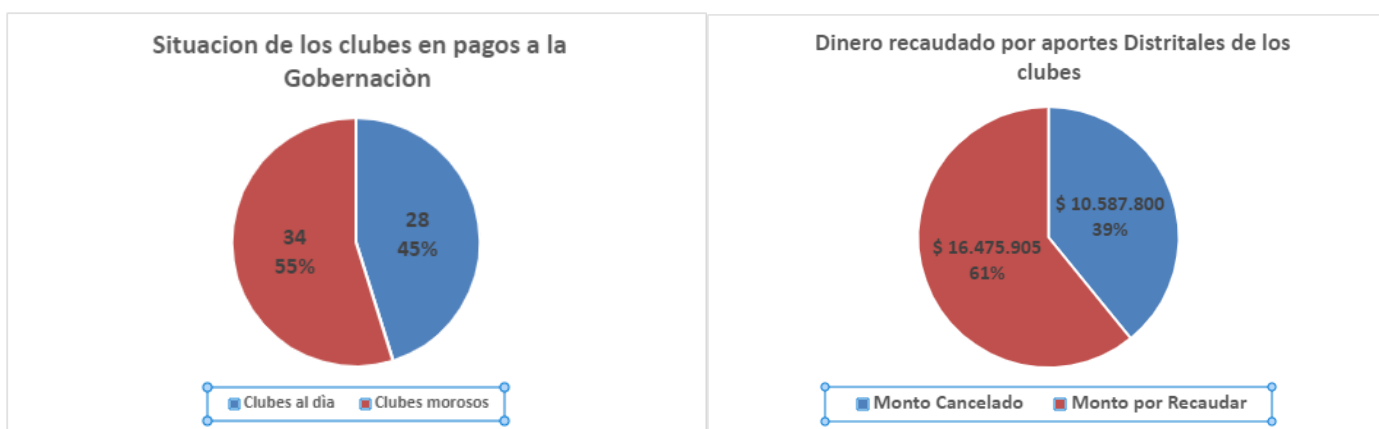 Situacion de los clubes en pagos a la
Gobernaciòn
28
45%
34
55%
Clubes al dìa
Clubes morosos
Dinero recaudado por aportes Distritales de los
clubes
$ 10.587.800
39%
$ 16.475.905
61%
Monto Cancelado
Monto por Recaudar